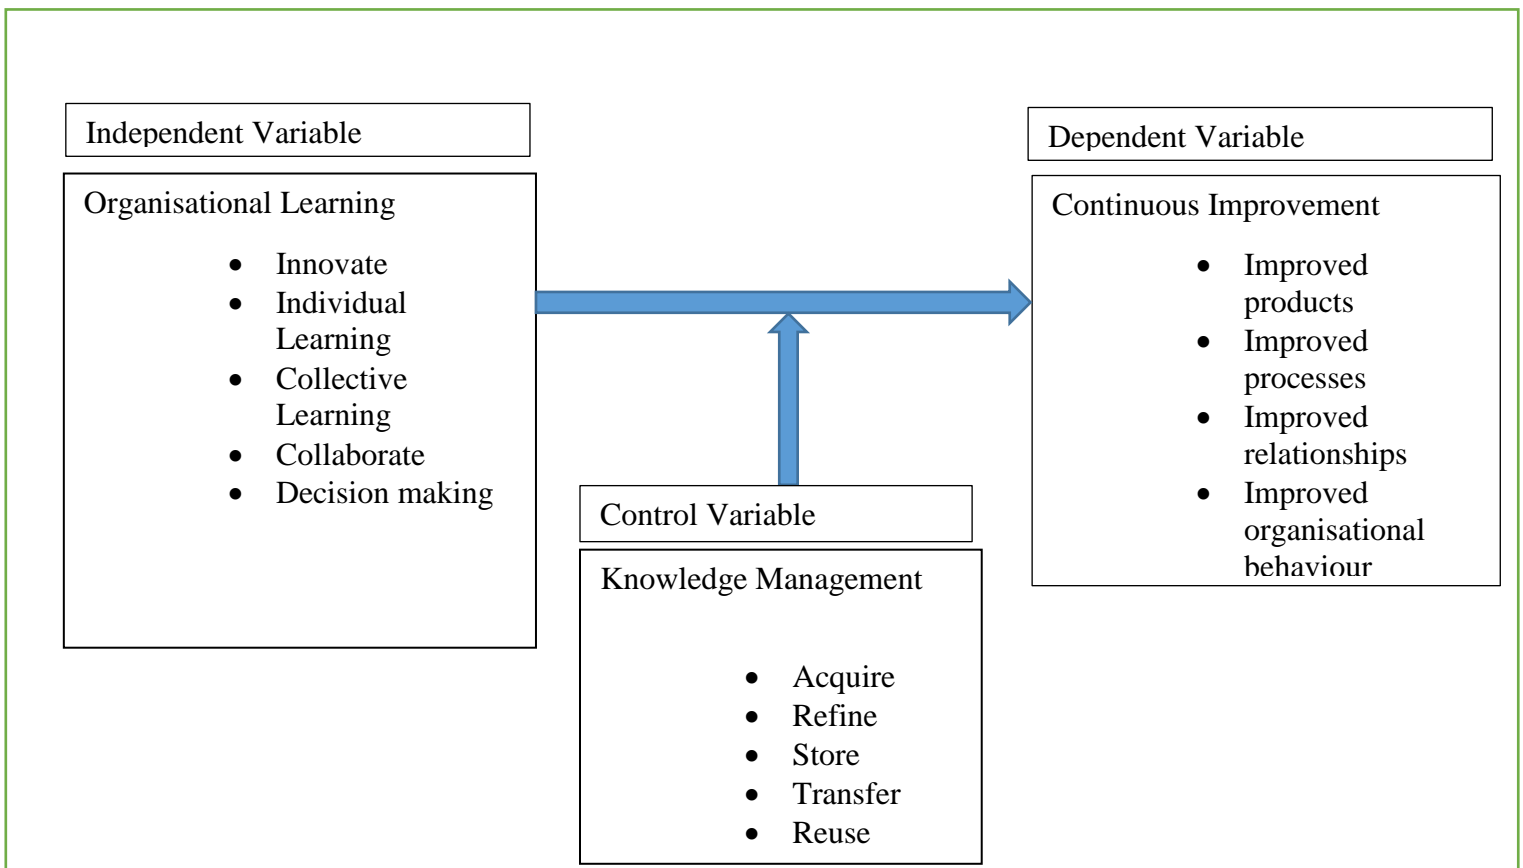 Independent Variable
Organisational Learning
• Innovate
• Individual
Learning
• Collective
Learning
• Collaborate
• Decision making
Control Variable
Knowledge Management
• Acquire
• Refine
• Store
• Transfer
• Reuse
Dependent Variable
Continuous Improvement
• Improved
products
• Improved
processes
• Improved
relationships
• Improved
organisational
behaviour